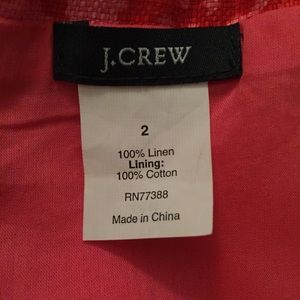 J.CREW
2
100% Linen
Lining:
100% Cotton
RN77388
Made in China